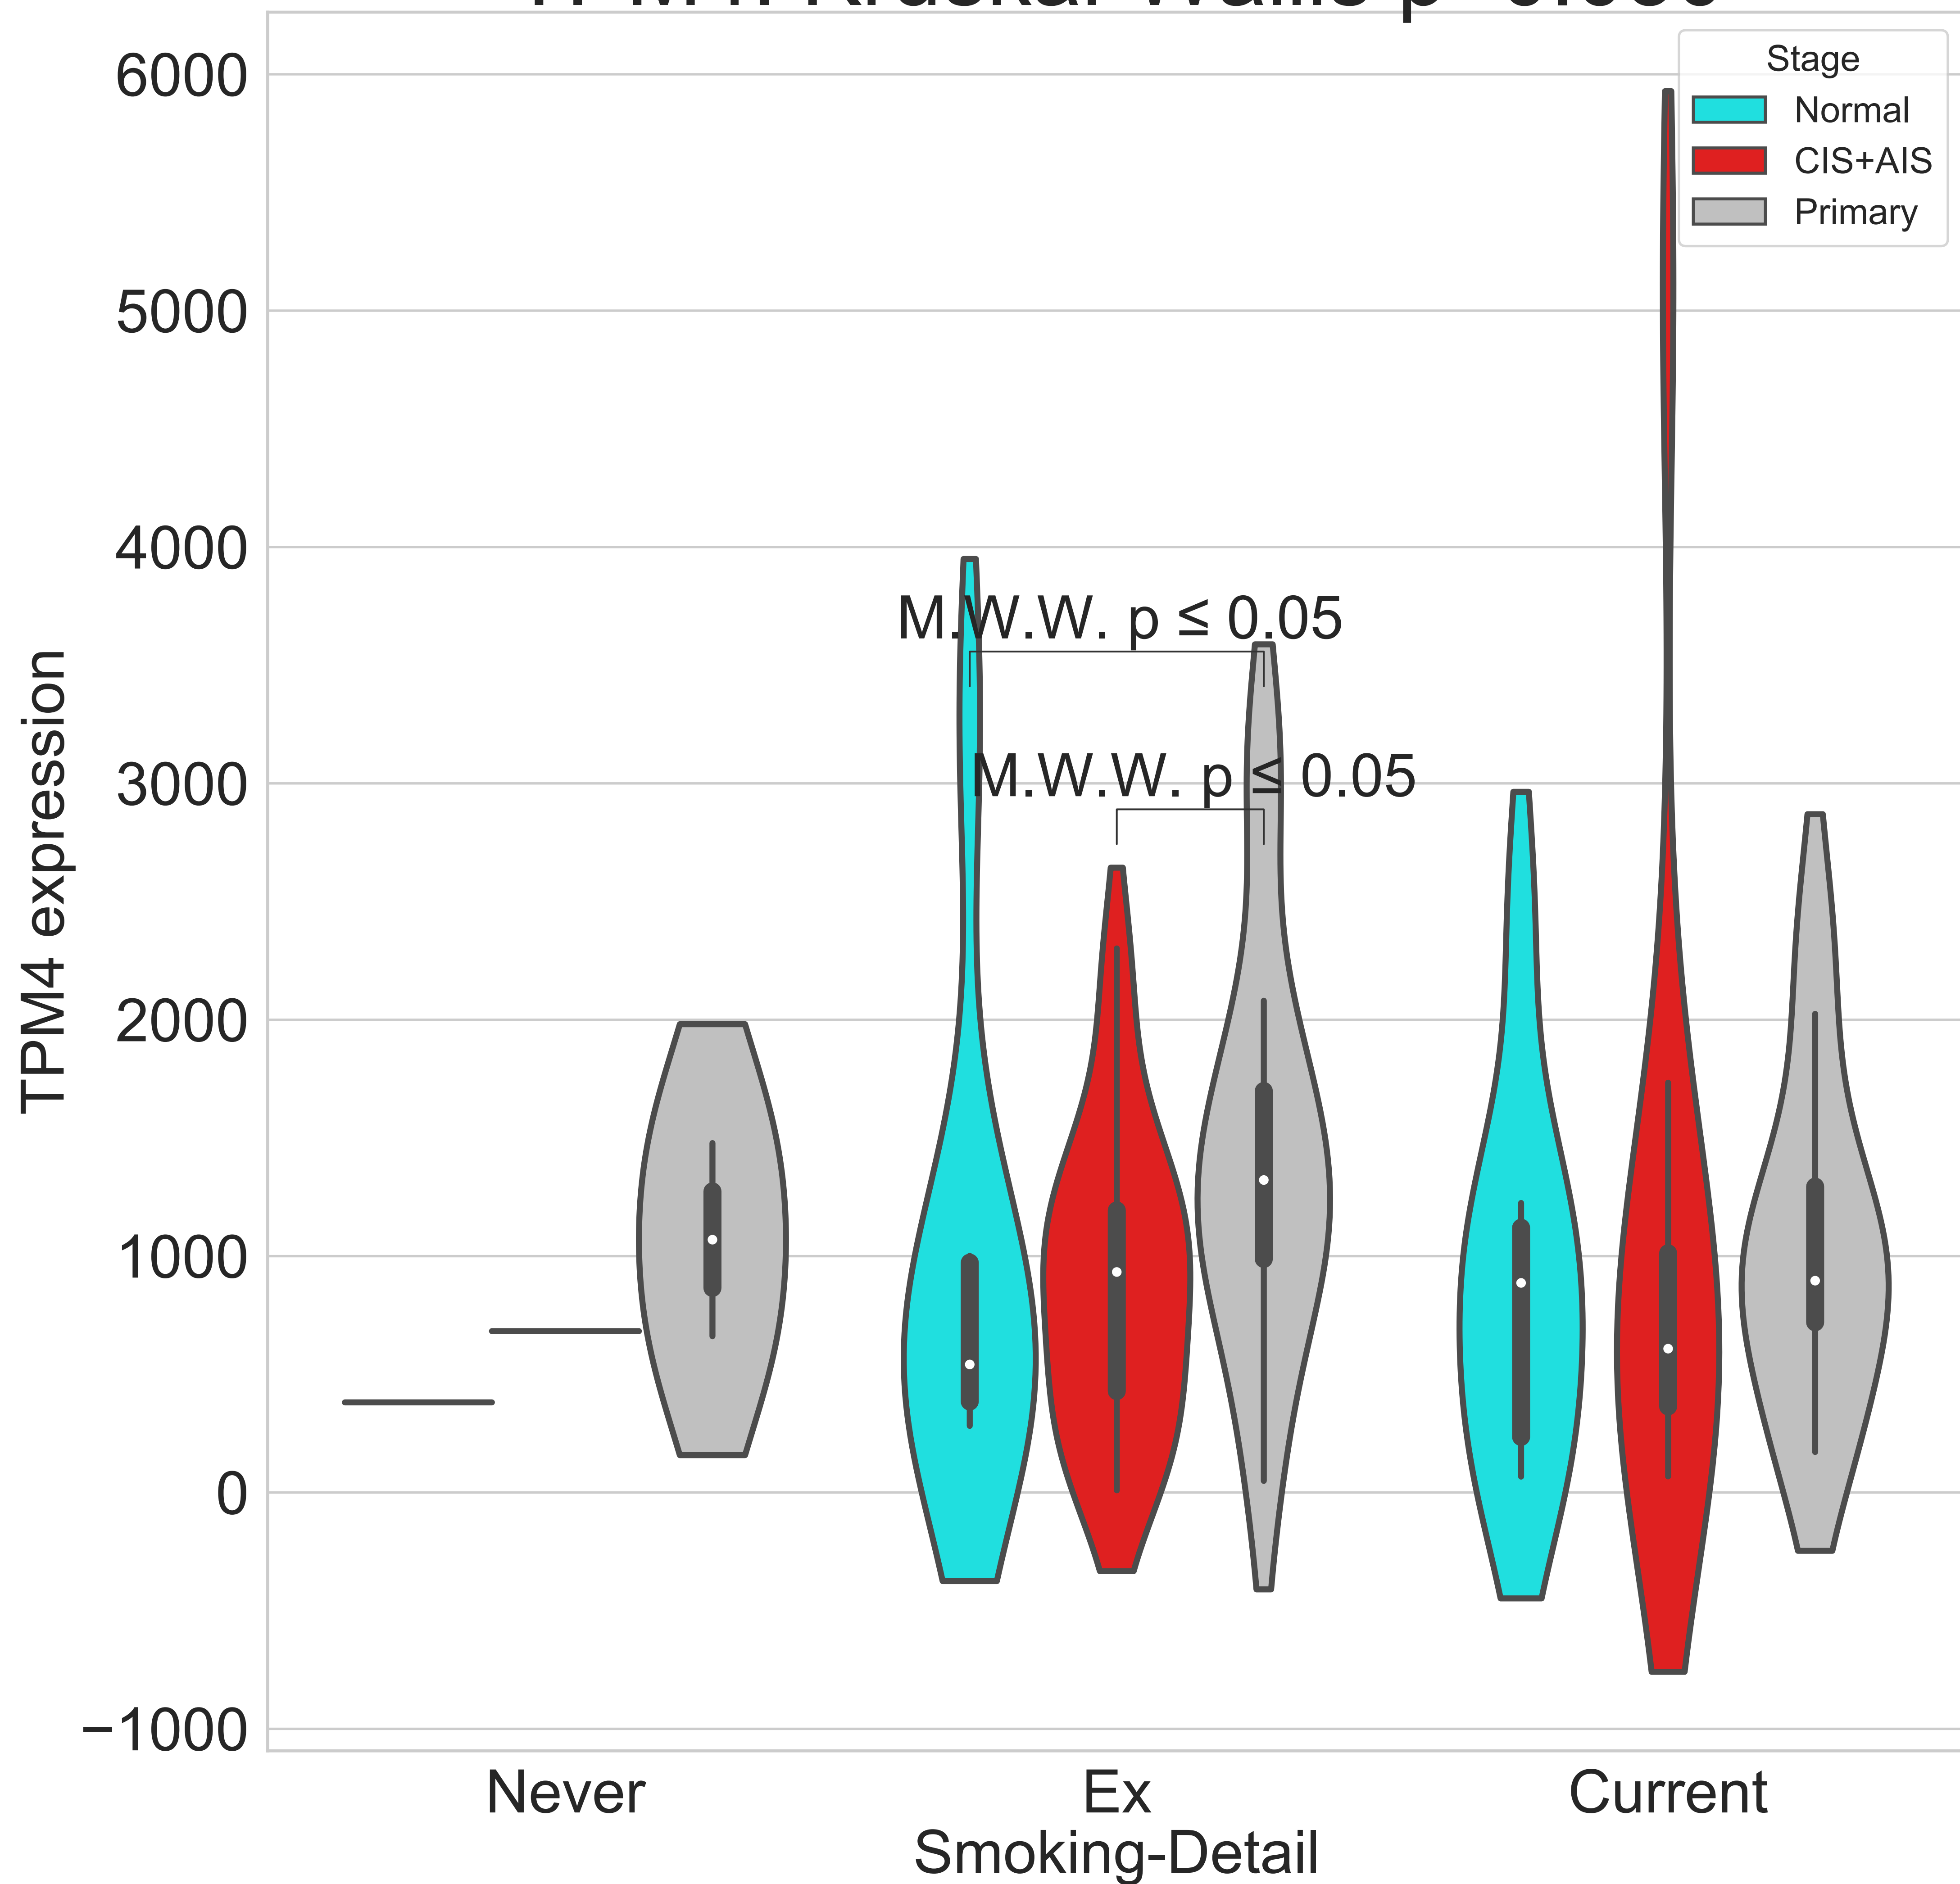 6000
5000
4000
3000
2000
1000
0
−1000
TPM4 expression
Stage
Normal
CIS+AIS
Primary
M.W.W. p ≤ 0.05
M.W.W. p ≤ 0.05
Never
Ex
Current
Smoking-Detail